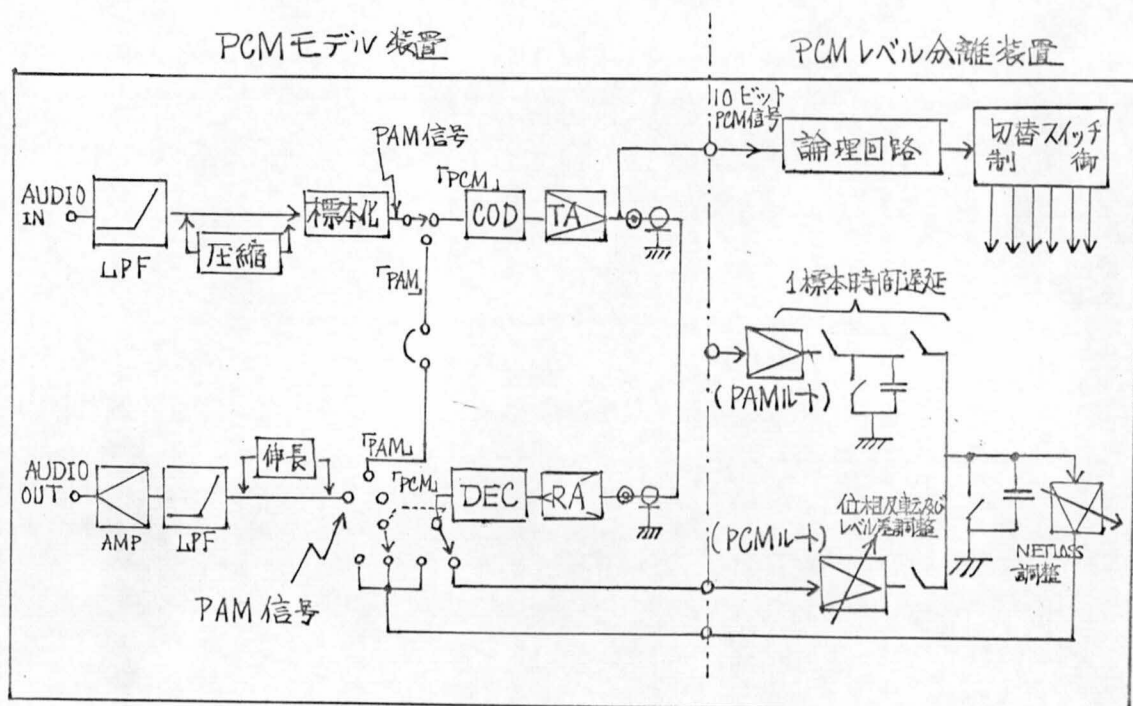 PCMモデル装置
PCMレベル分離装置
10ビット
PCM信号
論理回路
切替スイッチ
制御
PAM信号
AUDIO
IN
LPF
圧縮
標本化
「PCM」
COD
TA
「PAM」
1標本時間遅延
(PAMルート)
AUDIO
OUT
AMP
LPF
伸長
「PAM」
「PCM」
DEC
RA
PAM信号
(PCMルート)
位相反転及び
レベル差調整
NETLOSS
調整